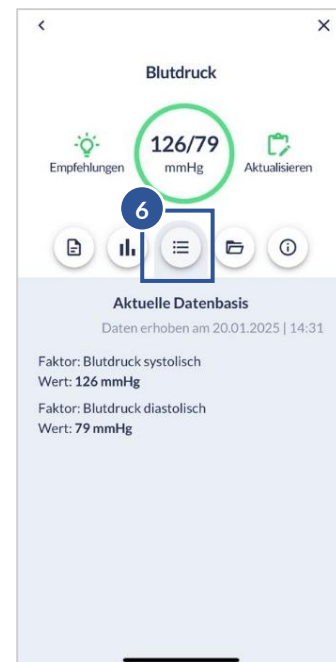 Blutdruck
126/79
mmHg
Empfehlungen
Aktualisieren
6
Aktuelle Datenbasis
Daten erhoben am 20.01.2025 | 14:31
Faktor: Blutdruck systolisch
Wert: 126 mmHg
Faktor: Blutdruck diastolisch
Wert: 79 mmHg